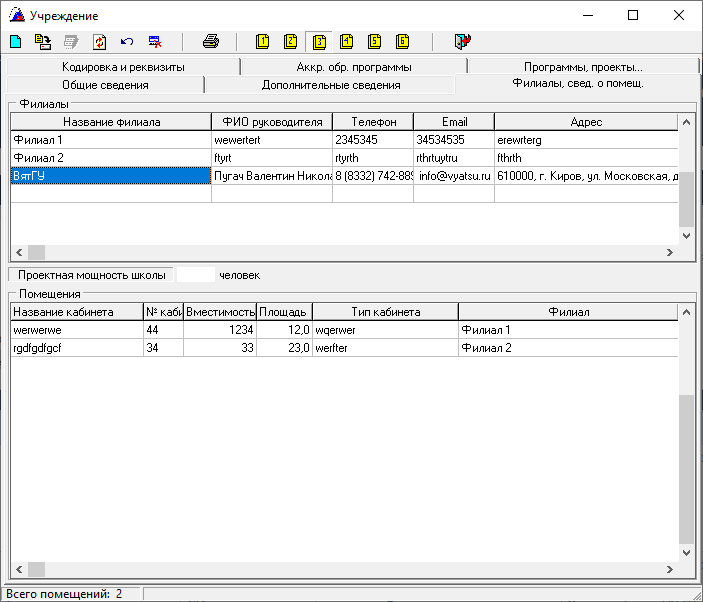 Учреждение
1 2 3 4 5 6
Кодировка и реквизиты Аккр. обр. программы Программы, проекты...
Общие сведения Дополнительные сведения Филиалы, свед. о помещ.
Филиалы
Название филиала ФИО руководителя Телефон Email Адрес
Филиал 1 wewertert 2345345 34534535 erewrterg
Филиал 2 ftyrt rtyrth rthrtuytru fthrth
ВятГУ Пугач Валентин Никола 8 (8332) 742-889 info@vyatsu.ru 610000, г. Киров, ул. Московская, д
Проектная мощность школы человек
Помещения
Название кабинета № каби Вместимость Площадь Тип кабинета Филиал
werwerwe 44 1234 12,0 wqerwer Филиал 1
rgdfgdfgcf 34 33 23,0 werfter Филиал 2
Всего помещений: 2